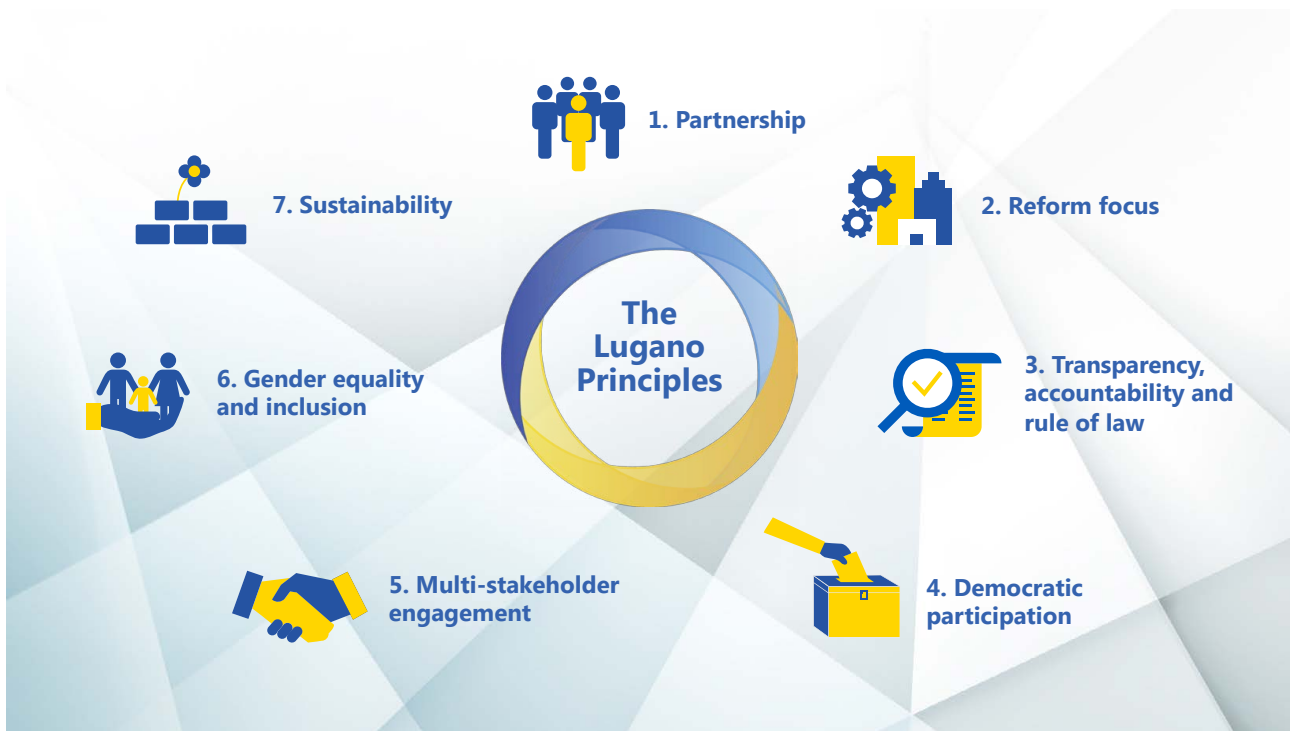 The
Lugano
Principles
1. Partnership
2. Reform focus
3. Transparency,
accountability and
rule of law
4. Democratic
participation
5. Multi-stakeholder
engagement
6. Gender equality
and inclusion
7. Sustainability